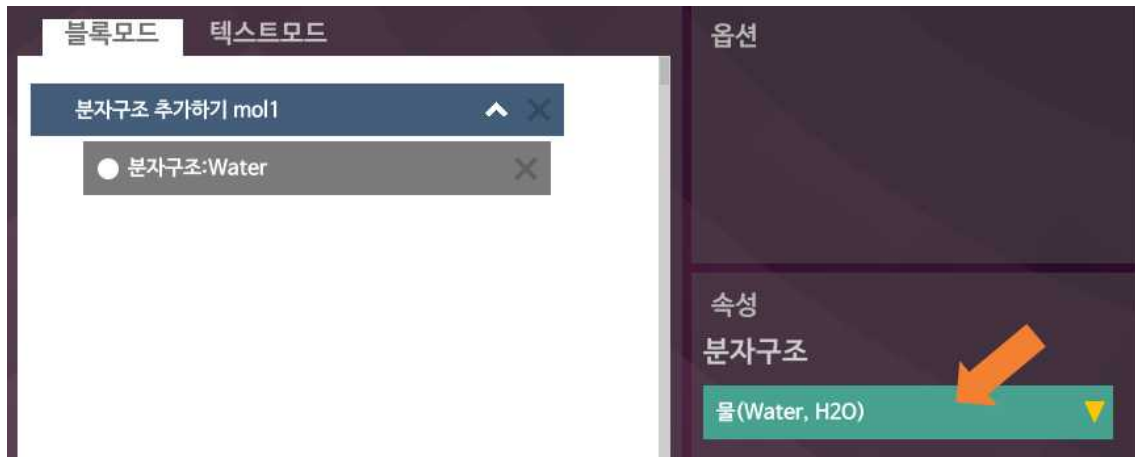 블록모드 텍스트모드
분자구조 추가하기 mol1
분자구조:Water
옵션
속성
분자구조
물(Water, H2O)